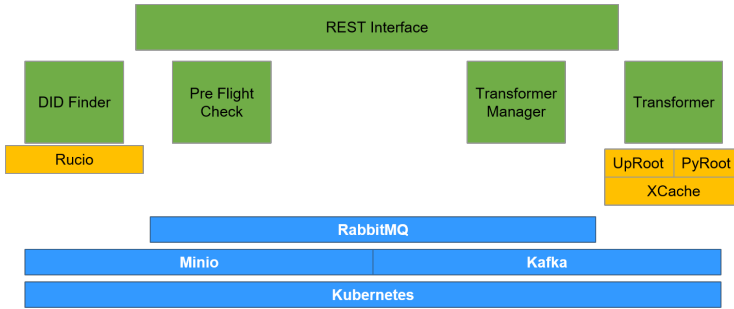 REST Interface
DID Finder
Pre Flight
Check
Transformer
Manager
Transformer
Rucio
UpRoot
PyRoot
XCache
RabbitMQ
Minio
Kafka
Kubernetes